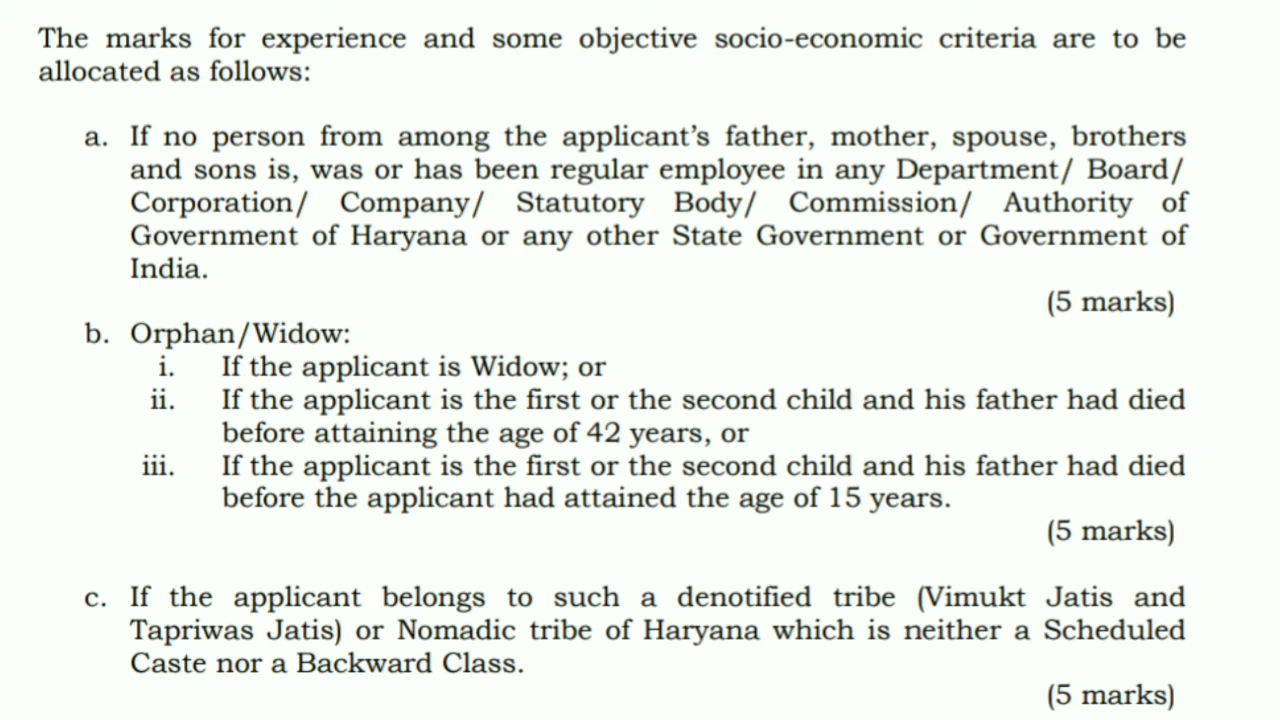 The marks for experience and some objective socio-economic criteria are to be
allocated as follows:
a. If no person from among the applicant's father, mother, spouse, brothers
and sons is, was or has been regular employee in any Department/ Board/
Corporation/ Company/ Statutory Body/ Commission/ Authority of
Government of Haryana or any other State Government or Government of
India.
(5 marks)
b. Orphan/Widow:
i. If the applicant is Widow; or
ii. If the applicant is the first or the second child and his father had died
before attaining the age of 42 years, or
iii. If the applicant is the first or the second child and his father had died
before the applicant had attained the age of 15 years.
(5 marks)
c. If the applicant belongs to such a denotified tribe (Vimukt Jatis and
Tapriwas Jatis) or Nomadic tribe of Haryana which is neither a Scheduled
Caste nor a Backward Class.
(5 marks)